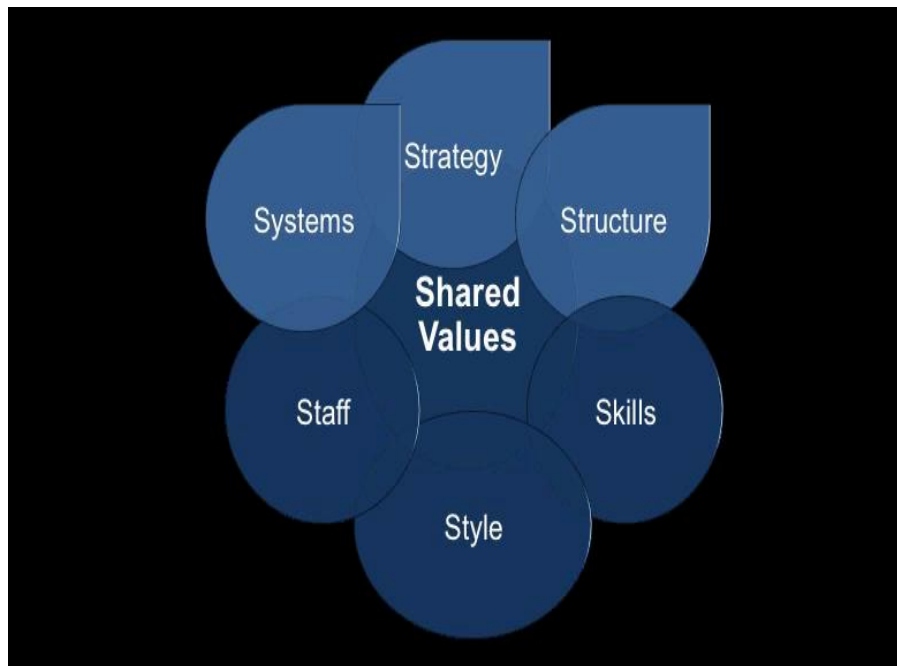 Strategy
Systems
Structure
Shared
Values
Staff
Skills
Style